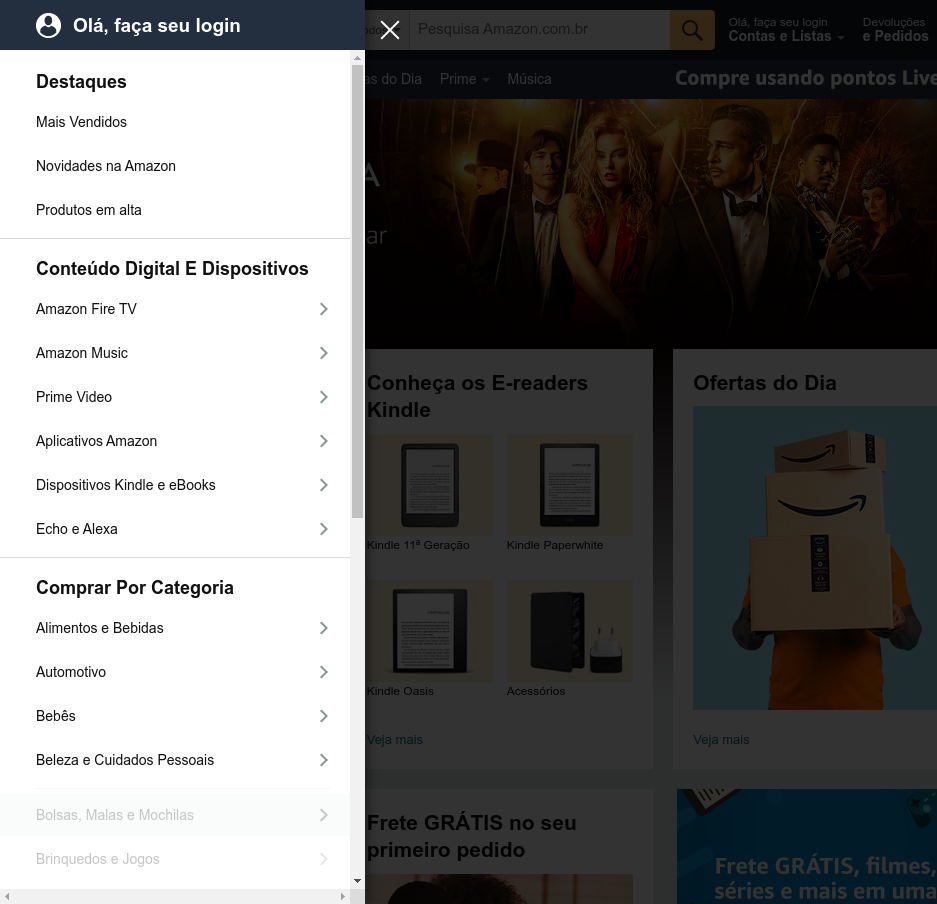 Olá, faça seu login
Destaques
Mais Vendidos
Novidades na Amazon
Produtos em alta
Conteúdo Digital E Dispositivos
Amazon Fire TV
Amazon Music
Prime Video
Aplicativos Amazon
Dispositivos Kindle e eBooks
Echo e Alexa
Comprar Por Categoria
Alimentos e Bebidas
Automotivo
Bebês
Beleza e Cuidados Pessoais
Bolsas, Malas e Mochilas
Brinquedos e Jogos
Pesquisa Amazon.com.br
Olá, faça seu login
Contas e Listas
Devoluções
e Pedidos
do Dia
Prime
Música
Compre usando pontos Live
A
ar
Conheça os E-readers
Kindle
Kindle 11ª Geração
Kindle Paperwhite
Kindle Oasis
Acessórios
Veja mais
Ofertas do Dia
Veja mais
Frete GRÁTIS no seu
primeiro pedido
Frete GRÁTIS, filmes,
séries e mais em uma